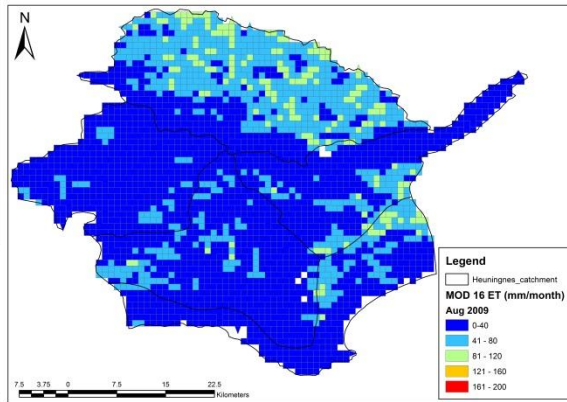 N
Legend
Heuningnes_catchment
MOD 16 ET (mm/month)
Aug 2009
0-40
41 - 80
81 - 120
121 - 160
161 - 200
7.5 3.75 0 7.5 15 22.5
Kilometers